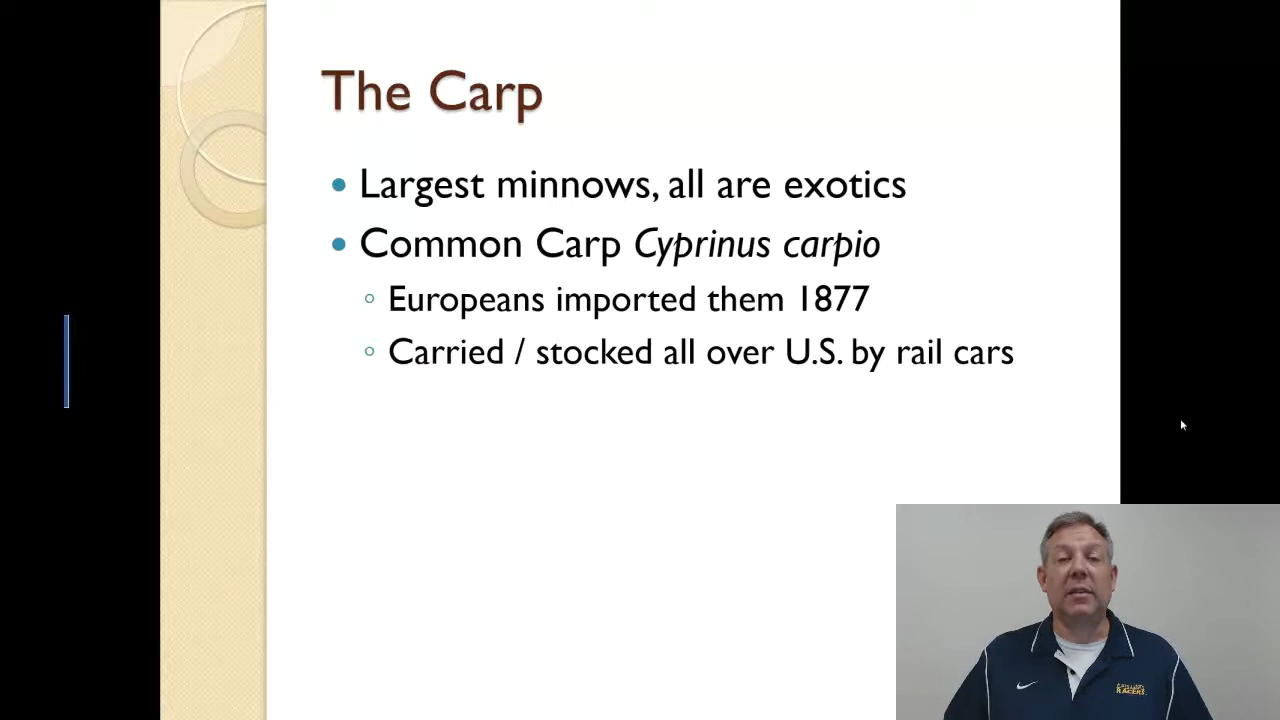 The Carp
Largest minnows, all are exotics
Common Carp Cyprinus carpio
Europeans imported them 1877
Carried / stocked all over U.S. by rail cars
RACERS